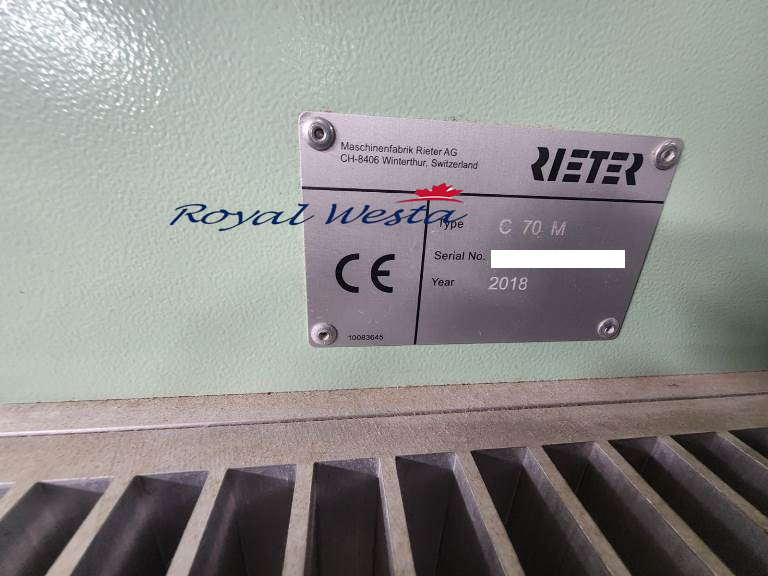 Maschinenfabrik Rieter AG
CH-8406 Winterthur, Switzerland
RIETER
Royal Westa
Type C 70 M
Serial No.
CE
Year 2018
10083645